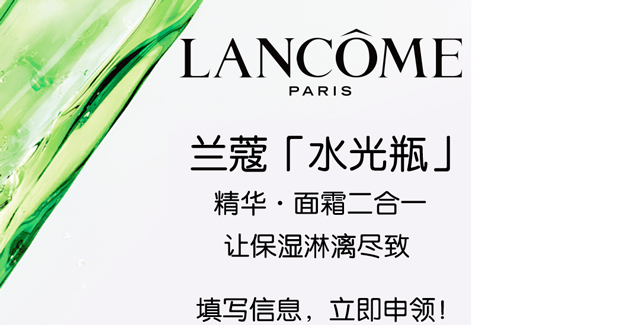 LANCÔME
PARIS
兰蔻「水光瓶」
精华·面霜二合一
让保湿淋漓尽致
填写信息，立即申领！